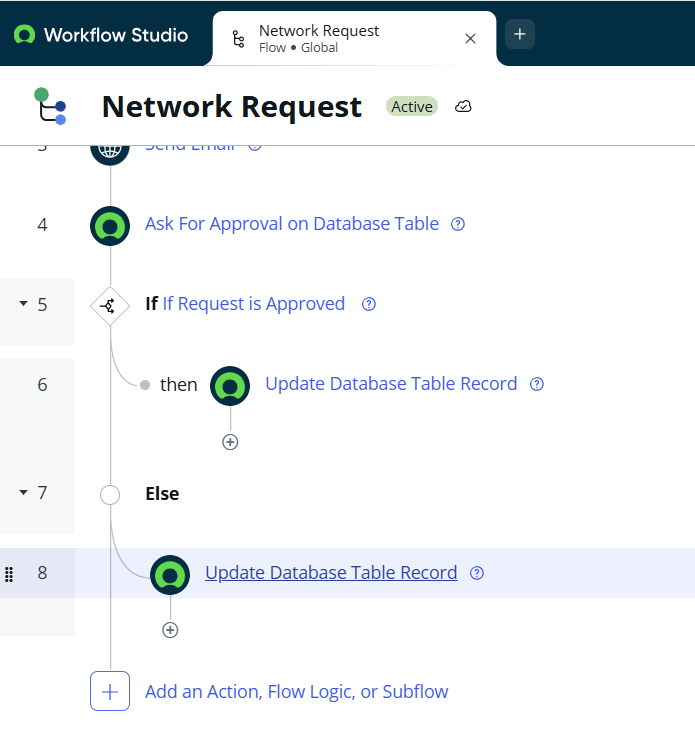 Workflow Studio
Network Request
Flow • Global
Network Request
Active
3 Send Email
4 Ask For Approval on Database Table
5 If If Request is Approved
6 then Update Database Table Record
7 Else
8 Update Database Table Record
Add an Action, Flow Logic, or Subflow